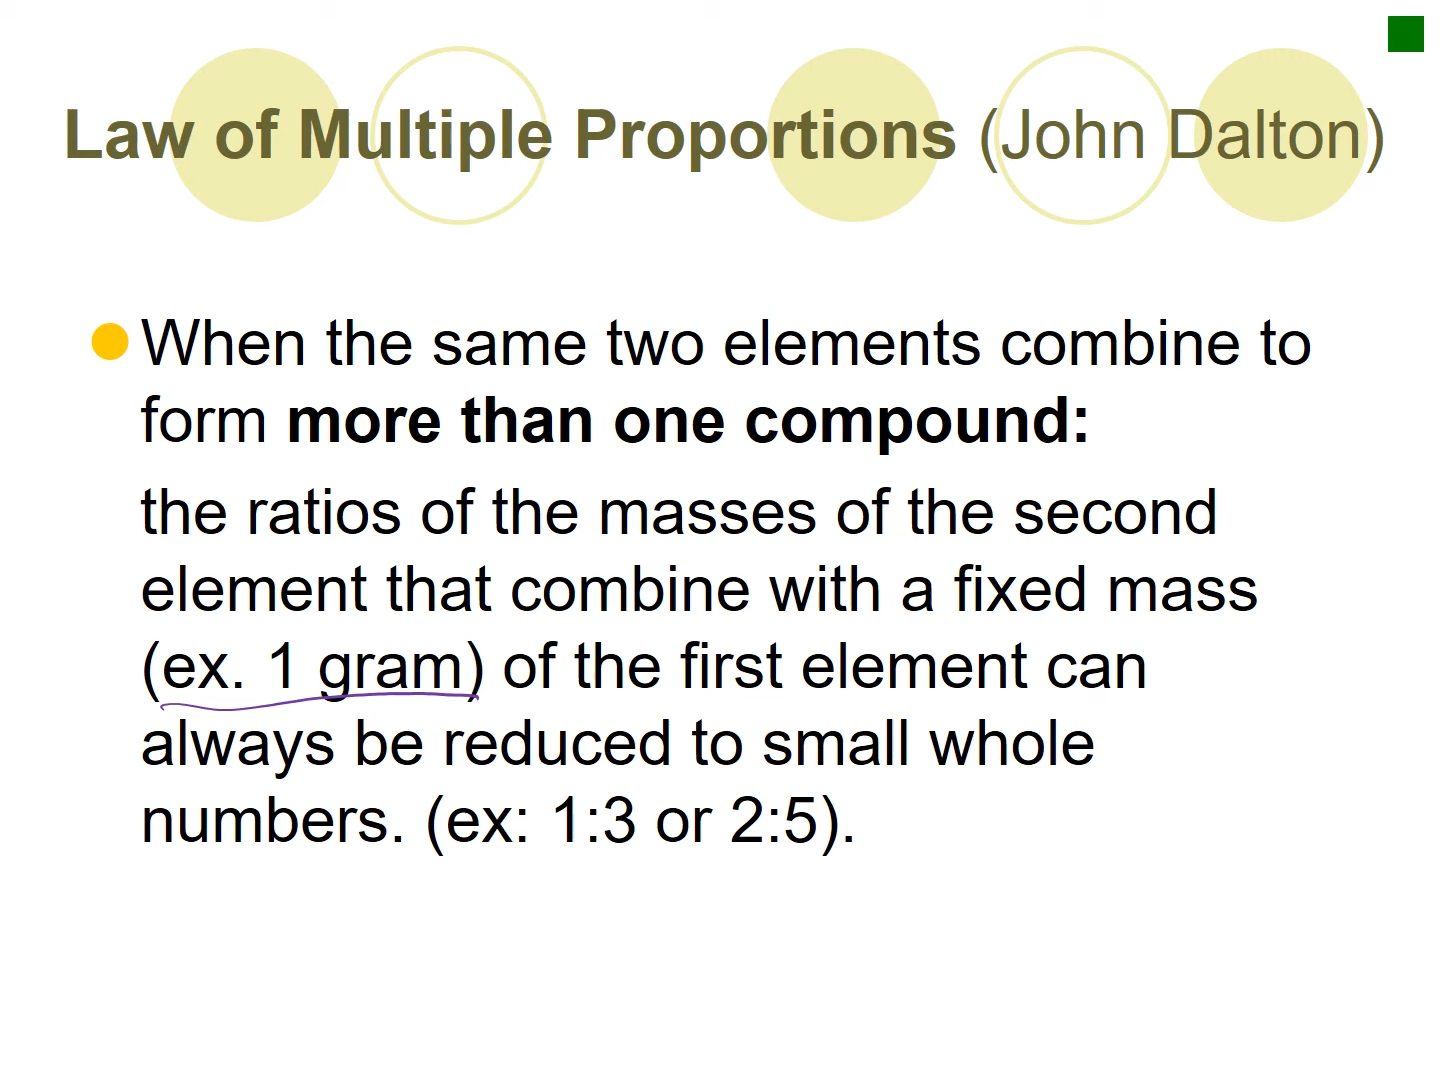 Law of Multiple Proportions (John Dalton)
When the same two elements combine to
form more than one compound:
the ratios of the masses of the second
element that combine with a fixed mass
(ex. 1 gram) of the first element can
always be reduced to small whole
numbers. (ex: 1:3 or 2:5).